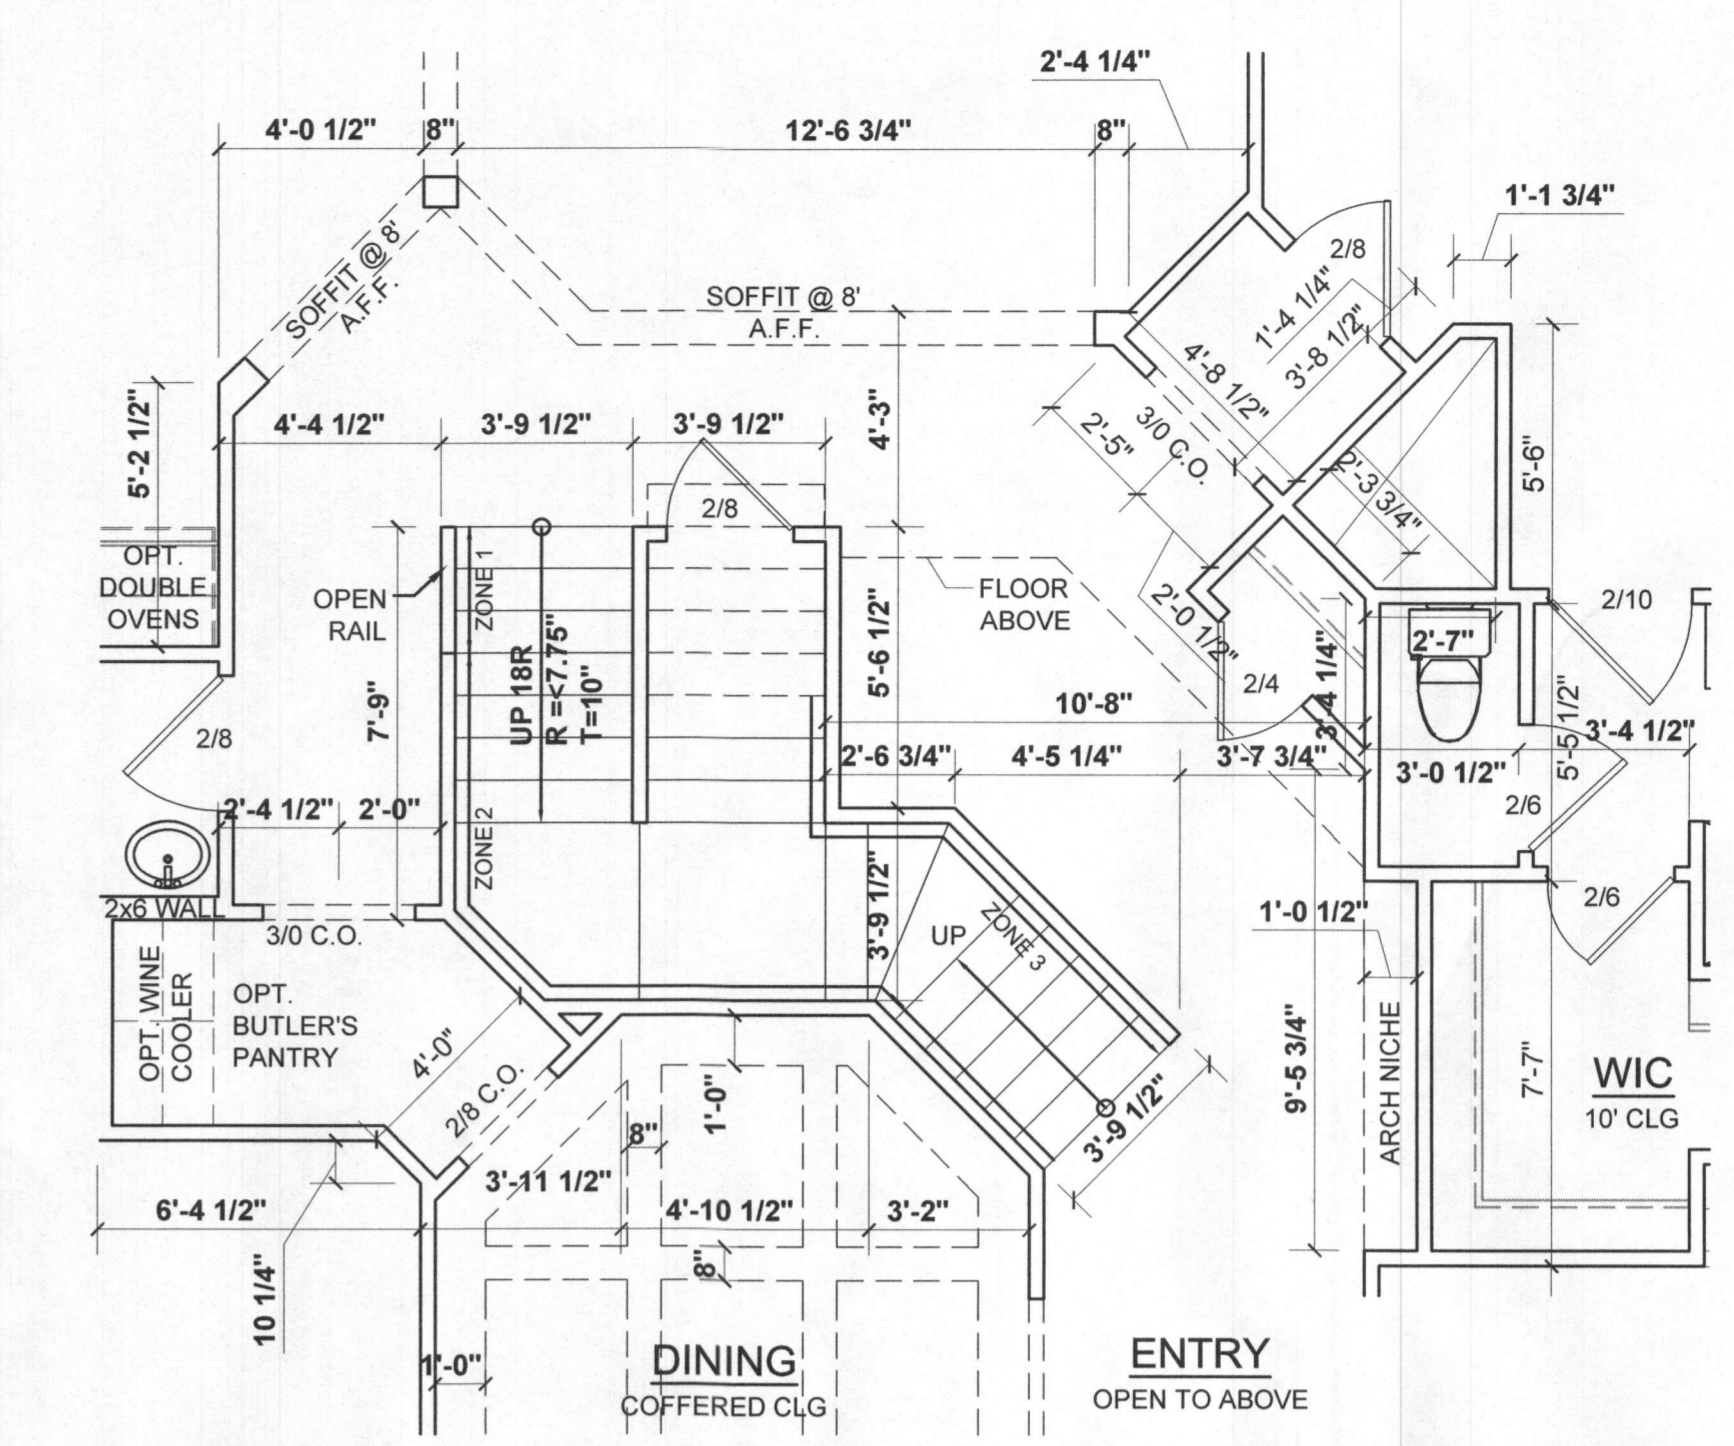 2'-4 1/4"
4'-0 1/2"
8"
12'-6 3/4"
8"
1'-1 3/4"
SOFFIT @ 8'
A.F.F.
SOFFIT @ 8'
A.F.F.
2/8
1'-4 1/4"
3'-8 1/2"
4'-8 1/2"
5'-2 1/2"
4'-4 1/2"
3'-9 1/2"
3'-9 1/2"
4'-3"
2'-5"
3/0 C.O.
2'-3 3/4"
5'-6"
2/8
OPT.
DOUBLE
OVENS
OPEN
RAIL
ZONE 1
UP 18R
R =<7.75"
T=10"
5'-6 1/2"
FLOOR
ABOVE
2'-0 1/2"
2/10
2'-7"
3'-4 1/4"
2/4
7'-9"
10'-8"
5'-5 1/2"
3'-4 1/2"
2/8
2'-6 3/4"
4'-5 1/4"
3'-7 3/4"
3'-0 1/2"
2/6
2'-4 1/2"
2'-0"
ZONE 2
3'-9 1/2"
2/6
2x6 WALL
3/0 C.O.
UP
ZONE 3
1'-0 1/2"
OPT. WINE
COOLER
OPT.
BUTLER'S
PANTRY
4'-0"
2/8 C.O.
1'-0"
3'-9 1/2"
9'-5 3/4"
ARCH NICHE
7'-7"
WIC
10' CLG
8"
3'-11 1/2"
6'-4 1/2"
4'-10 1/2"
3'-2"
8"
10 1/4"
1'-0"
DINING
COFFERED CLG
ENTRY
OPEN TO ABOVE